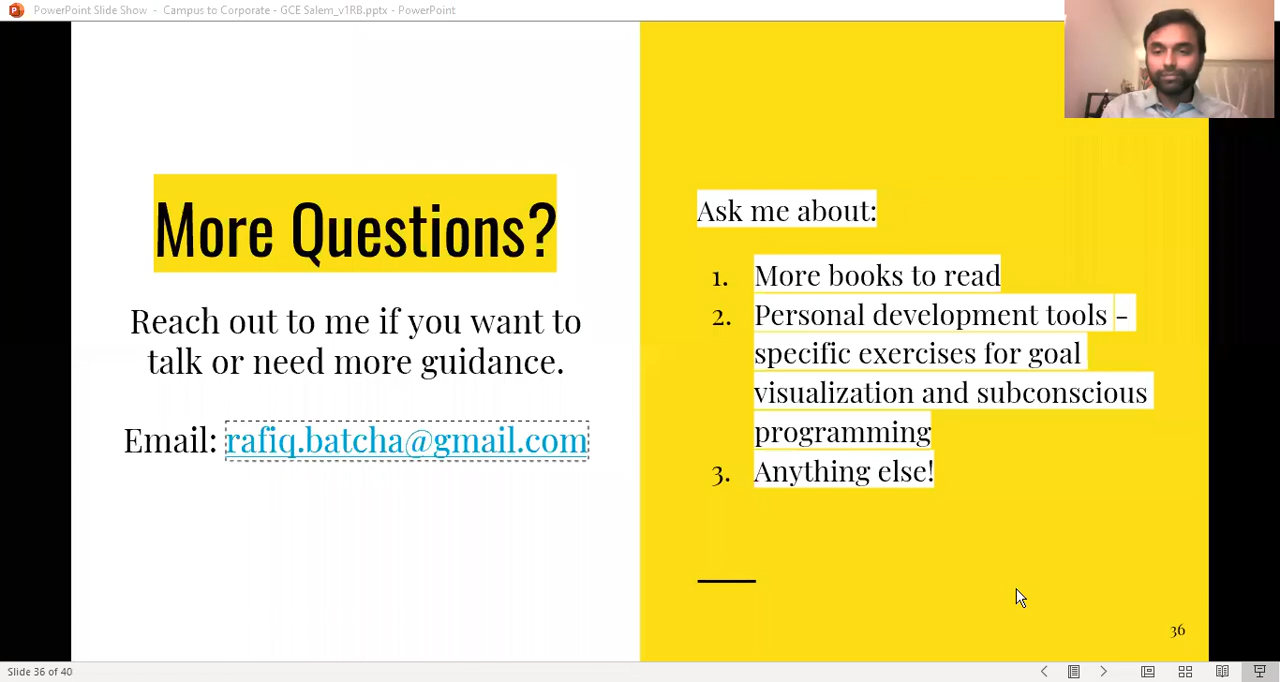 PowerPoint Slide Show - Campus to Corporate - GCE Salem_v1RB.pptx - PowerPoint
More Questions?
Reach out to me if you want to
talk or need more guidance.
Email: rafiq.batcha@gmail.com
Ask me about:
1. More books to read
2. Personal development tools -
specific exercises for goal
visualization and subconscious
programming
3. Anything else!
36
Slide 36 of 40